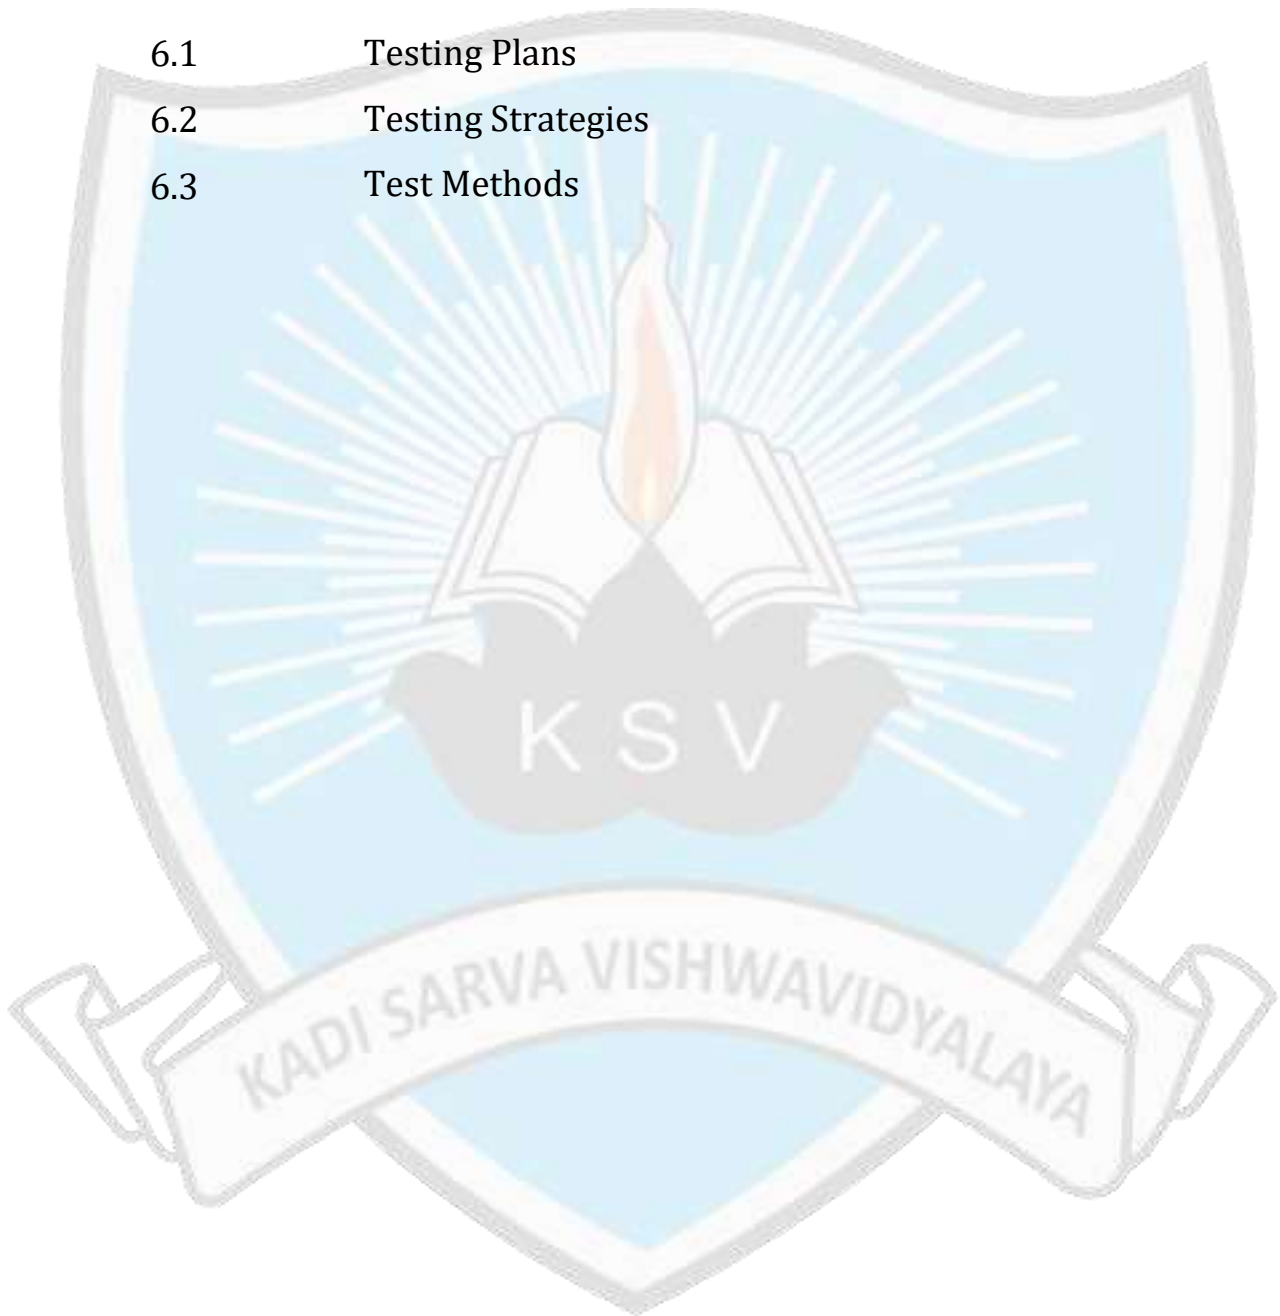 6.1 Testing Plans
6.2 Testing Strategies
6.3 Test Methods
K S V
KADI SARVA VISHWAVIDYALAYA